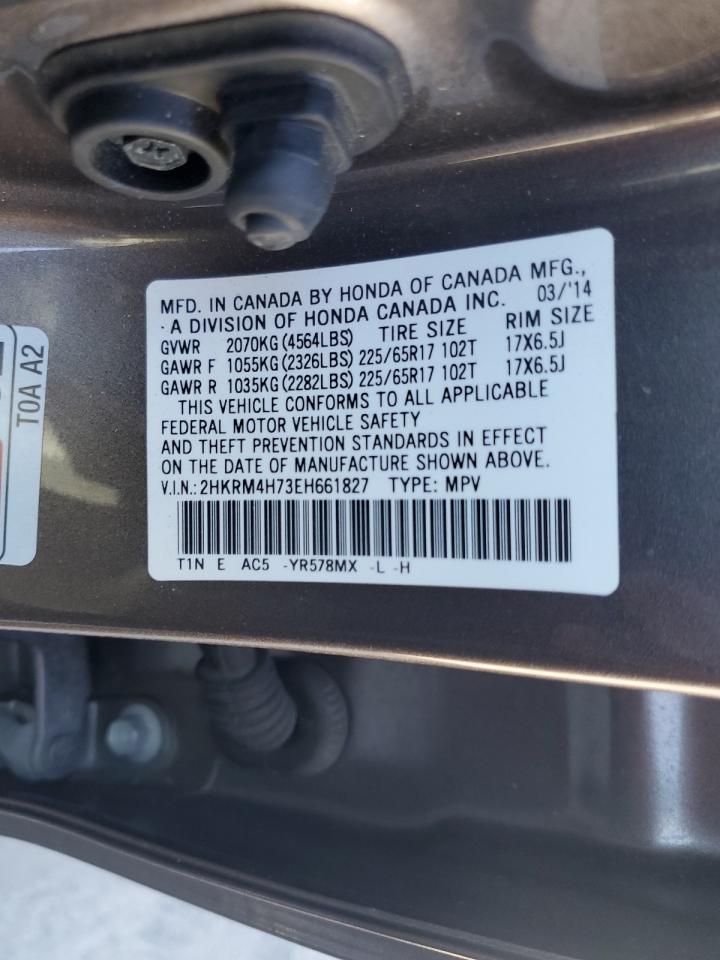 MFD. IN CANADA BY HONDA OF CANADA MFG.,
A DIVISION OF HONDA CANADA INC. 03/'14
GVWR 2070KG(4564LBS) TIRE SIZE RIM SIZE
GAWR F 1055KG(2326LBS) 225/65R17 102T 17X6.5J
GAWR R 1035KG(2282LBS) 225/65R17 102T 17X6.5J
THIS VEHICLE CONFORMS TO ALL APPLICABLE
FEDERAL MOTOR VEHICLE SAFETY
AND THEFT PREVENTION STANDARDS IN EFFECT
ON THE DATE OF MANUFACTURE SHOWN ABOVE.
V.I.N.:2HKRM4H73EH661827 TYPE: MPV
T1N E AC5 -YR578MX -L -H
T0A A2